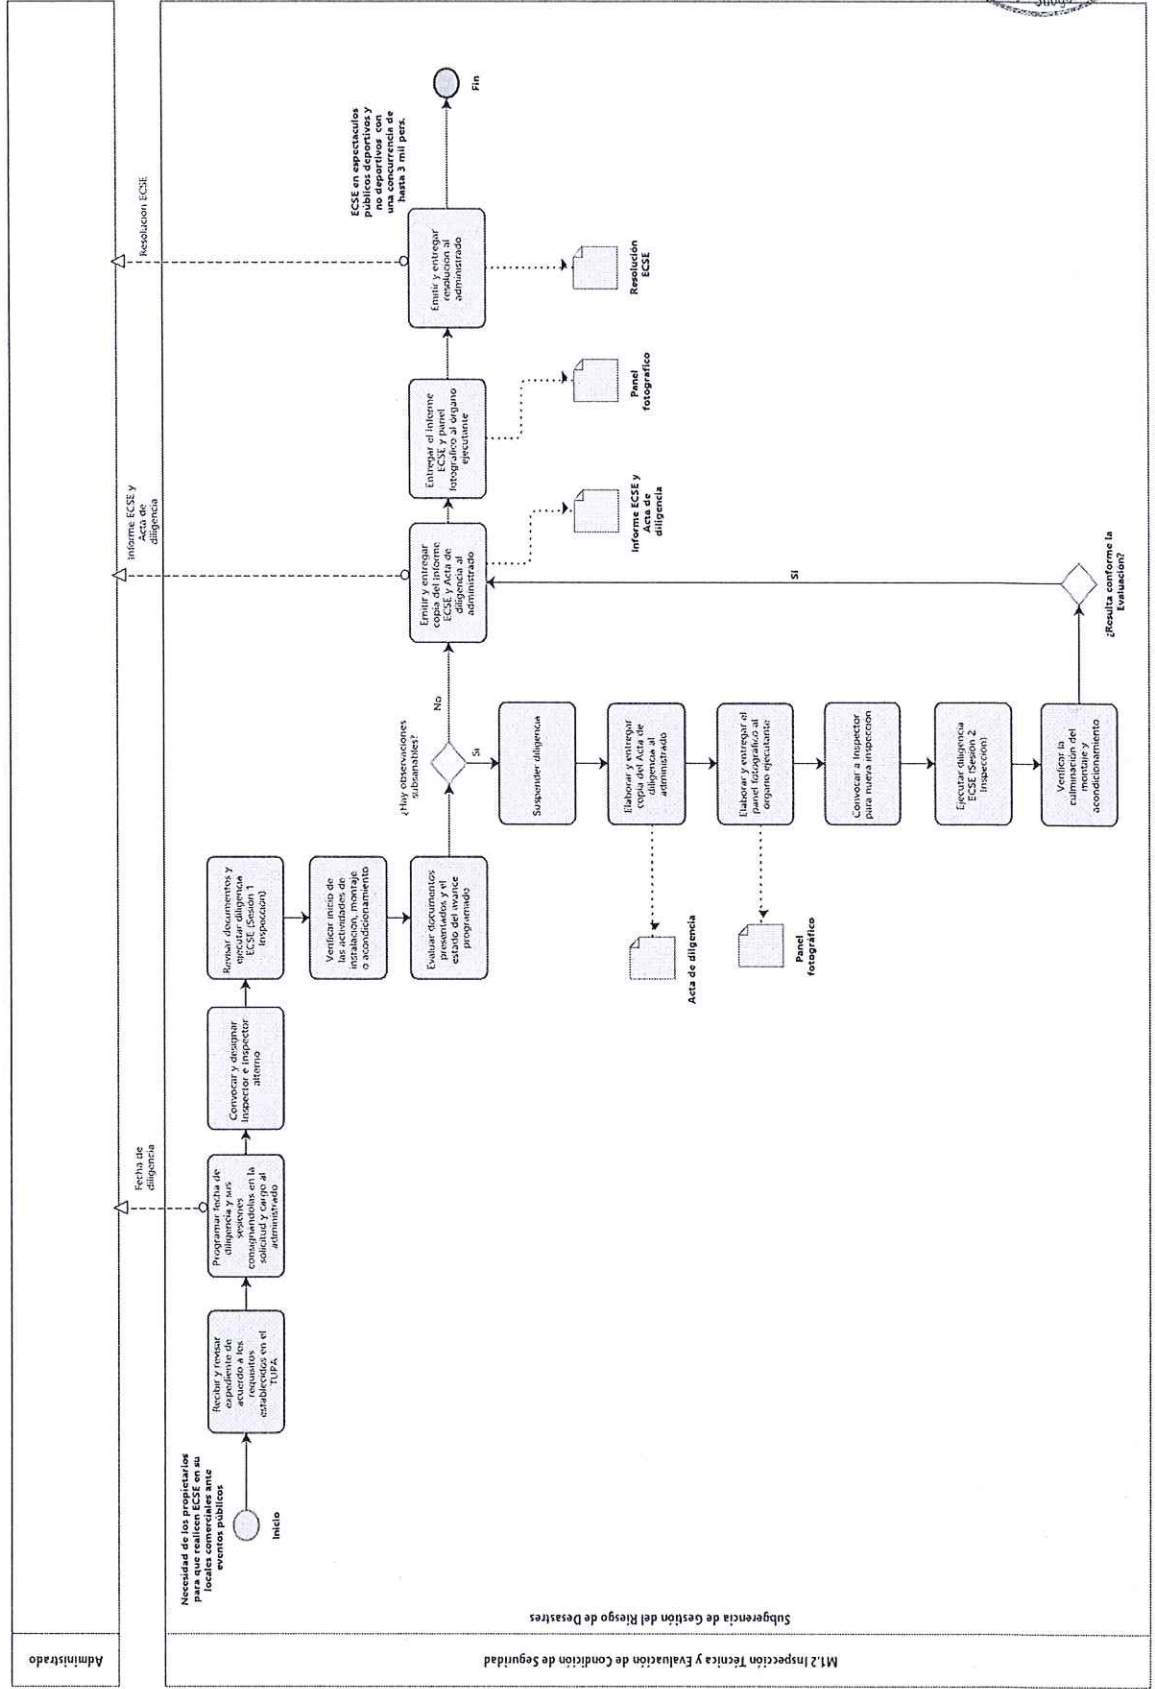 Administrado
M1.2 Inspección Técnica y Evaluación de Condición de Seguridad
Subgerencia de Gestión del Riesgo de Desastres
Necesidad de los propietarios
para que realicen ECSE en su
locales comerciales ante
eventos públicos
Inicio
Recibir y revisar
expediente de
acuerdo a los
requisitos
establecidos en el
TUPA
Programar fecha de
diligencia y sus
sesiones
consignándolas en la
solicitud y cargo al
administrado
Fecha de
diligencia
Convocar y designar
Inspector e inspector
alterno
Revisar documentos y
ejecutar diligencia
ECSE (Sesión 1
Inspección)
Verificar inicio de
las actividades de
instalación, montaje
o acondicionamiento
Evaluar documentos
presentados y el
estado del avance
programado
¿Hay observaciones
subsanables?
No
Si
Suspender diligencia
Elaborar y entregar
copia del Acta de
diligencia al
administrado
Acta de diligencia
Elaborar y entregar el
panel fotográfico al
órgano ejecutante
Panel
fotográfico
Convocar a Inspector
para nueva inspección
Ejecutar diligencia
ECSE (Sesión 2
Inspección)
Verificar la
culminación del
montaje y
acondicionamiento
¿Resulta conforme la
Evaluacion?
SI
Emitir y entregar
copia del informe
ECSE y Acta de
diligencia al
administrado
Informe ECSE y
Acta de
diligencia
Informe ECSE y
Acta de
diligencia
Entregar el informe
ECSE y panel
fotográfico al órgano
ejecutante
Panel
fotografico
Emitir y entregar
resolución al
administrado
Resolucion ECSE
Resolución
ECSE
ECSE en espectaculos
públicos deportivos y
no deportivos con
una concurrencia de
hasta 3 mil pers.
Fin